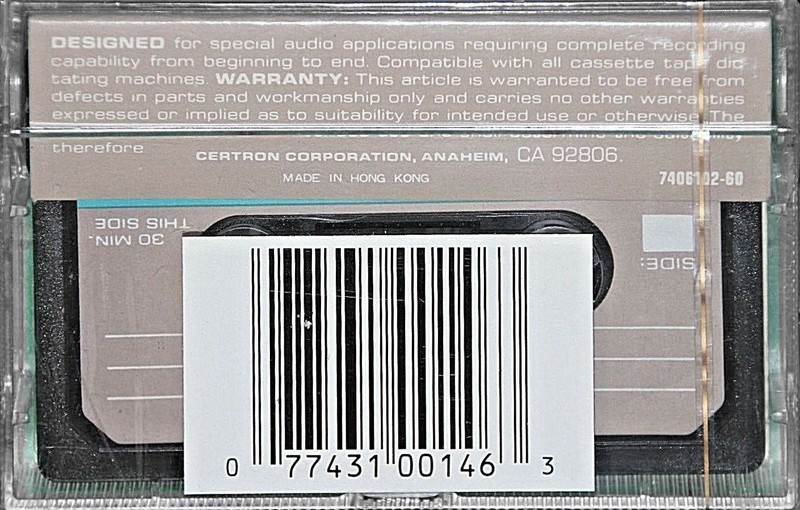 DESIGNED for special audio applications requiring complete recording
capability from beginning to end. Compatible with all cassette tape dic
tating machines. WARRANTY: This article is warranted to be free from
defects in parts and workmanship only and carries no other warranties
expressed or implied as to suitability for intended use or otherwise. The
therefore
CERTRON CORPORATION, ANAHEIM, CA 92806.
MADE IN HONG KONG
7406102-60
30 MIN.
THIS SIDE
SIDE:
0 77431 00146 3